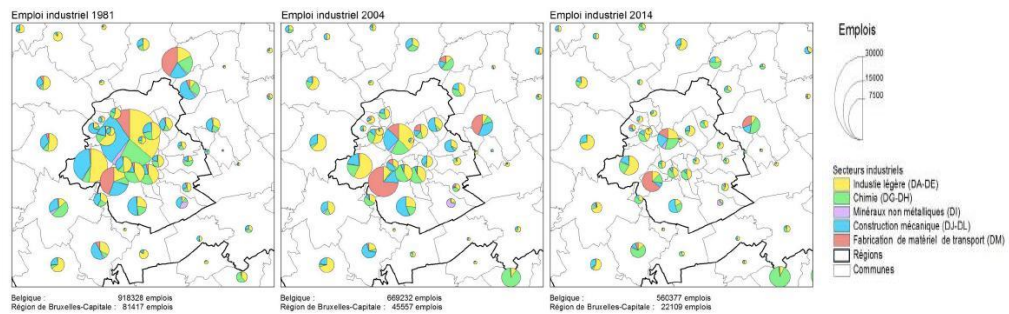 Emploi industriel 1981
Emploi industriel 2004
Emploi industriel 2014
Emplois
30000
15000
7500
Secteurs industriels
Industie légère (DA-DE)
Chimie (DG-DH)
Minéraux non métalliques (DI)
Construction mécanique (DJ-DL)
Fabrication de matériel de transport (DM)
Régions
Communes
Belgique : 918328 emplois
Région de Bruxelles-Capitale : 81417 emplois
Belgique : 669232 emplois
Région de Bruxelles-Capitale : 45557 emplois
Belgique : 560377 emplois
Région de Bruxelles-Capitale : 22109 emplois